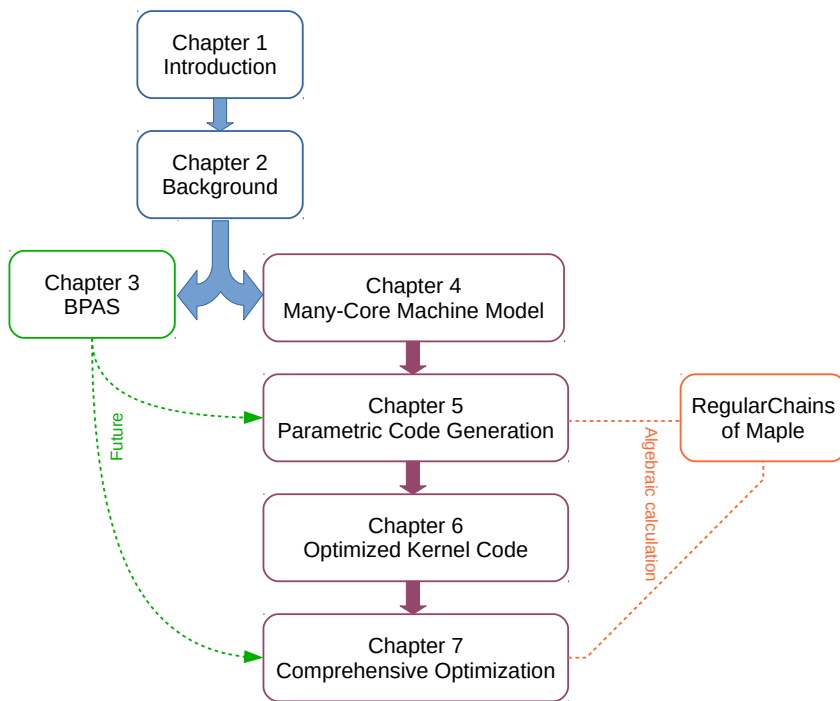 Chapter 1
Introduction
Chapter 2
Background
Chapter 3
BPAS
Chapter 4
Many-Core Machine Model
Chapter 5
Parametric Code Generation
RegularChains
of Maple
Future
Algebraic calculation
Chapter 6
Optimized Kernel Code
Chapter 7
Comprehensive Optimization